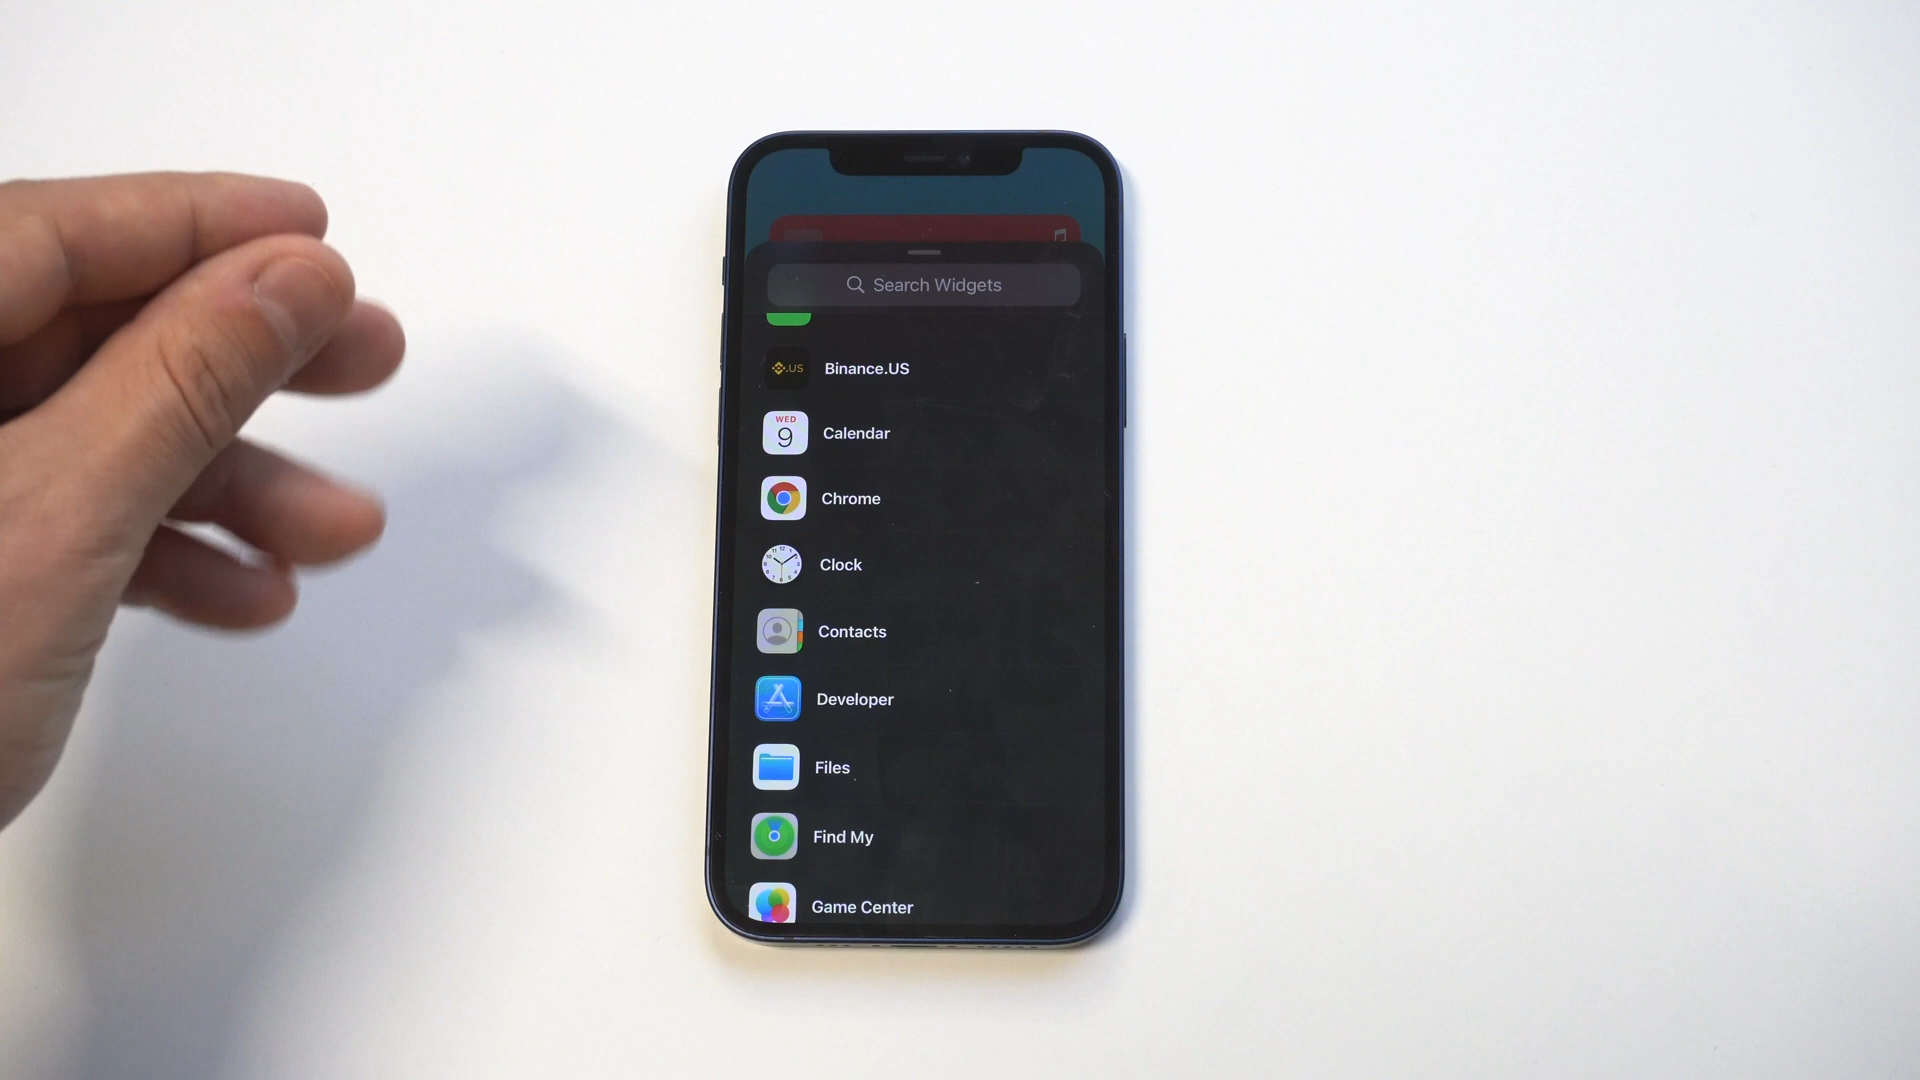 Search Widgets
.US Binance.US
WED
9
Calendar
Chrome
Clock
Contacts
Developer
Files
Find My
Game Center